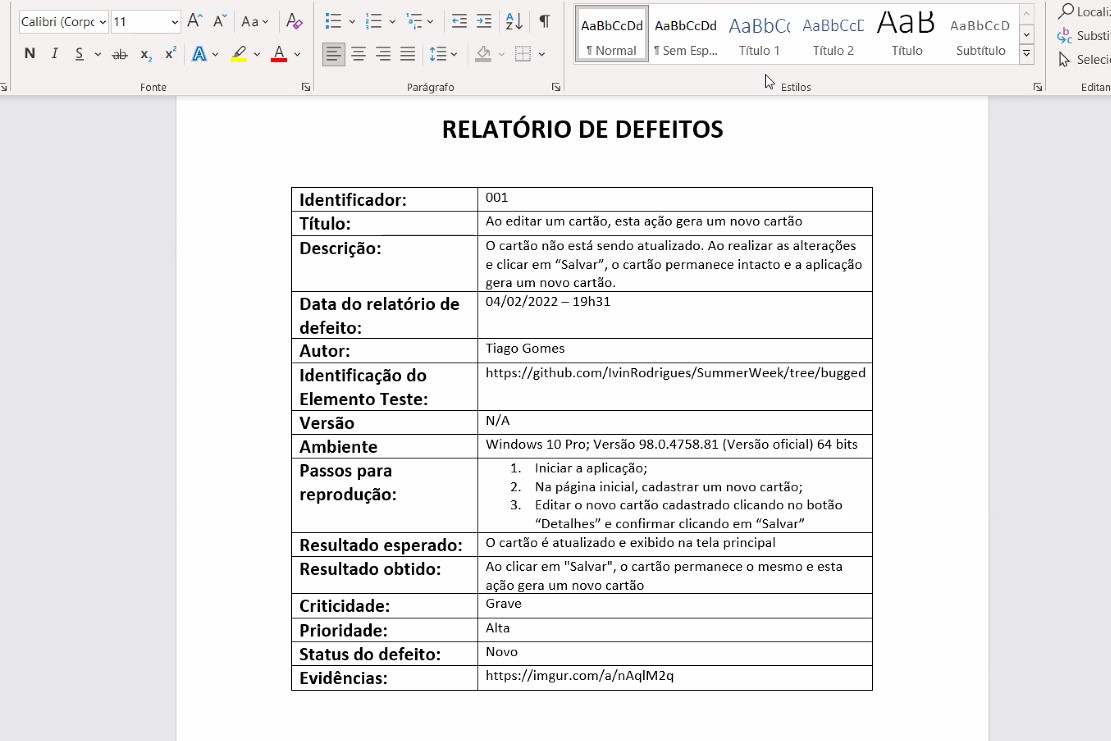 Calibri (Corpo
11
Aa
N I S ab x₂ x² A A
AaBbCcDd
¶ Normal
AaBbCcDd
¶ Sem Esp...
AaBbC(
Título 1
AaBbCcE
Título 2
AaB
Título
AaBbCcD
Subtítulo
Localiz
Substi
Seleci
Fonte
Parágrafo
Estilos
Editan
RELATÓRIO DE DEFEITOS
Identificador:
001
Título:
Ao editar um cartão, esta ação gera um novo cartão
Descrição:
O cartão não está sendo atualizado. Ao realizar as alterações
e clicar em “Salvar”, o cartão permanece intacto e a aplicação
gera um novo cartão.
Data do relatório de
defeito:
04/02/2022 – 19h31
Autor:
Tiago Gomes
Identificação do
Elemento Teste:
https://github.com/IvinRodrigues/SummerWeek/tree/bugged
Versão
N/A
Ambiente
Windows 10 Pro; Versão 98.0.4758.81 (Versão oficial) 64 bits
Passos para
reprodução:
1. Iniciar a aplicação;
2. Na página inicial, cadastrar um novo cartão;
3. Editar o novo cartão cadastrado clicando no botão
“Detalhes” e confirmar clicando em “Salvar”
Resultado esperado:
O cartão é atualizado e exibido na tela principal
Resultado obtido:
Ao clicar em "Salvar", o cartão permanece o mesmo e esta
ação gera um novo cartão
Criticidade:
Grave
Prioridade:
Alta
Status do defeito:
Novo
Evidências:
https://imgur.com/a/nAqlM2q